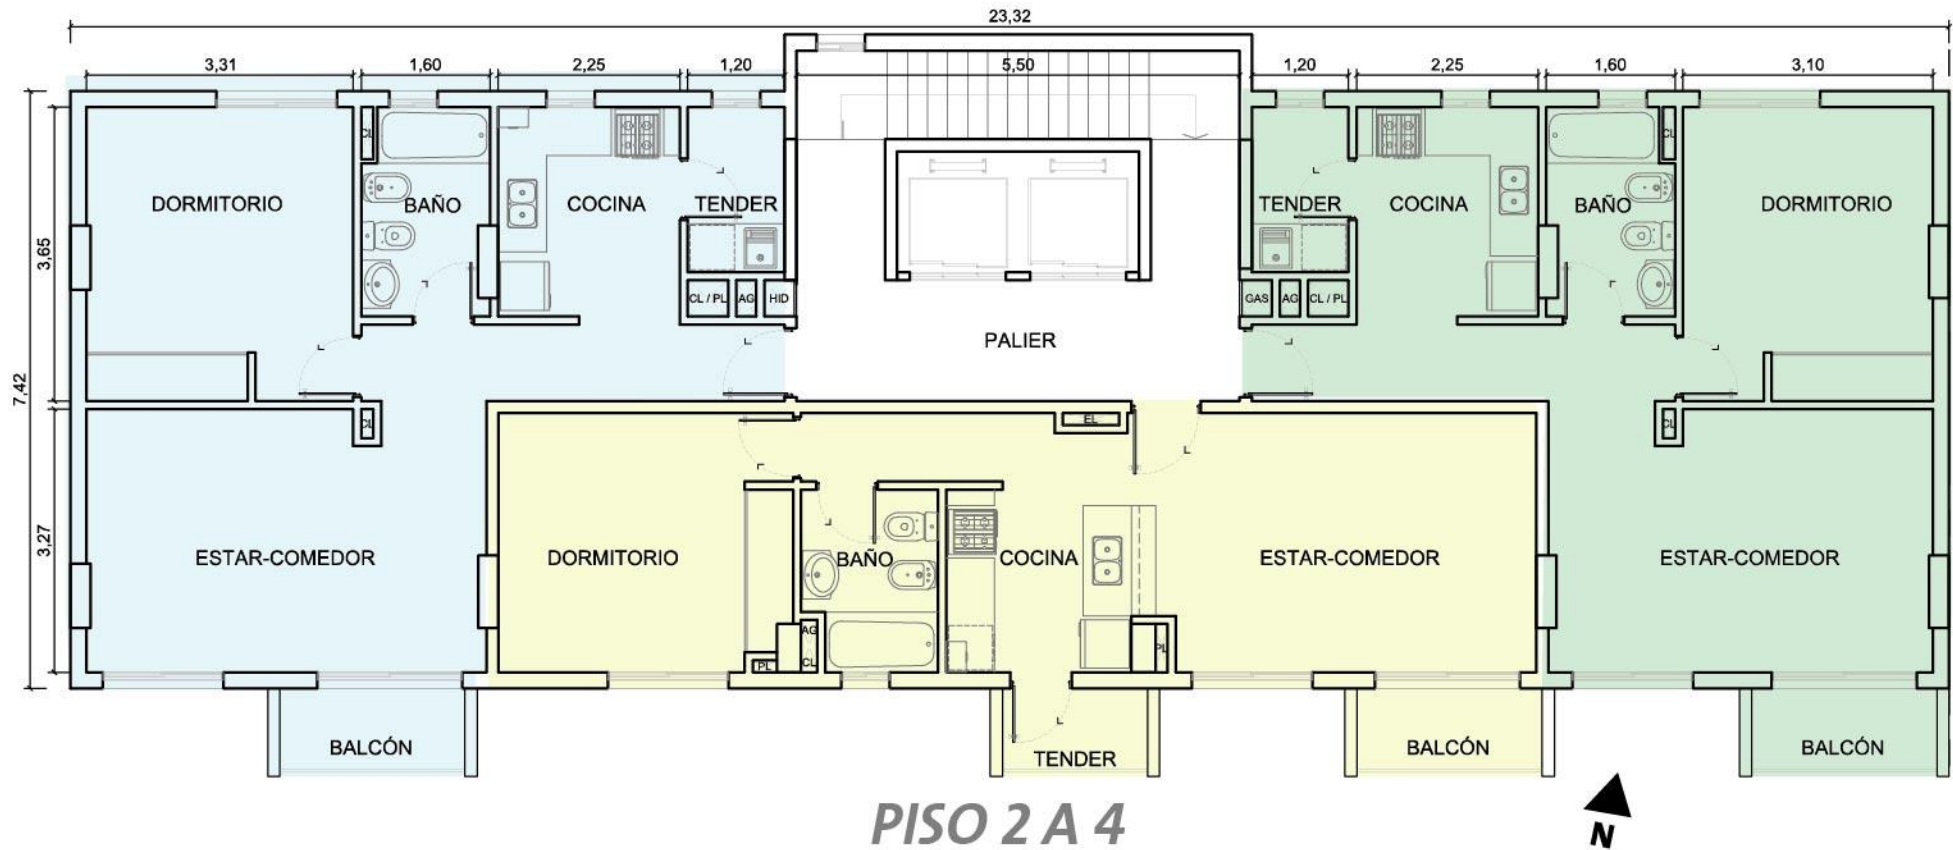 23,32
3,31
1,60
2,25
1,20
5,50
1,20
2,25
1,60
3,10
CL
CL
DORMITORIO
BAÑO
COCINA
TENDER
TENDER
COCINA
BAÑO
DORMITORIO
3,65
CL / PL
AG
HID
GAS
AG
CL / PL
PALIER
7,42
CL
EL
CL
3,27
ESTAR-COMEDOR
DORMITORIO
BAÑO
COCINA
ESTAR-COMEDOR
ESTAR-COMEDOR
AG
CL
PL
PL
BALCÓN
TENDER
BALCÓN
BALCÓN
PISO 2 A 4
N